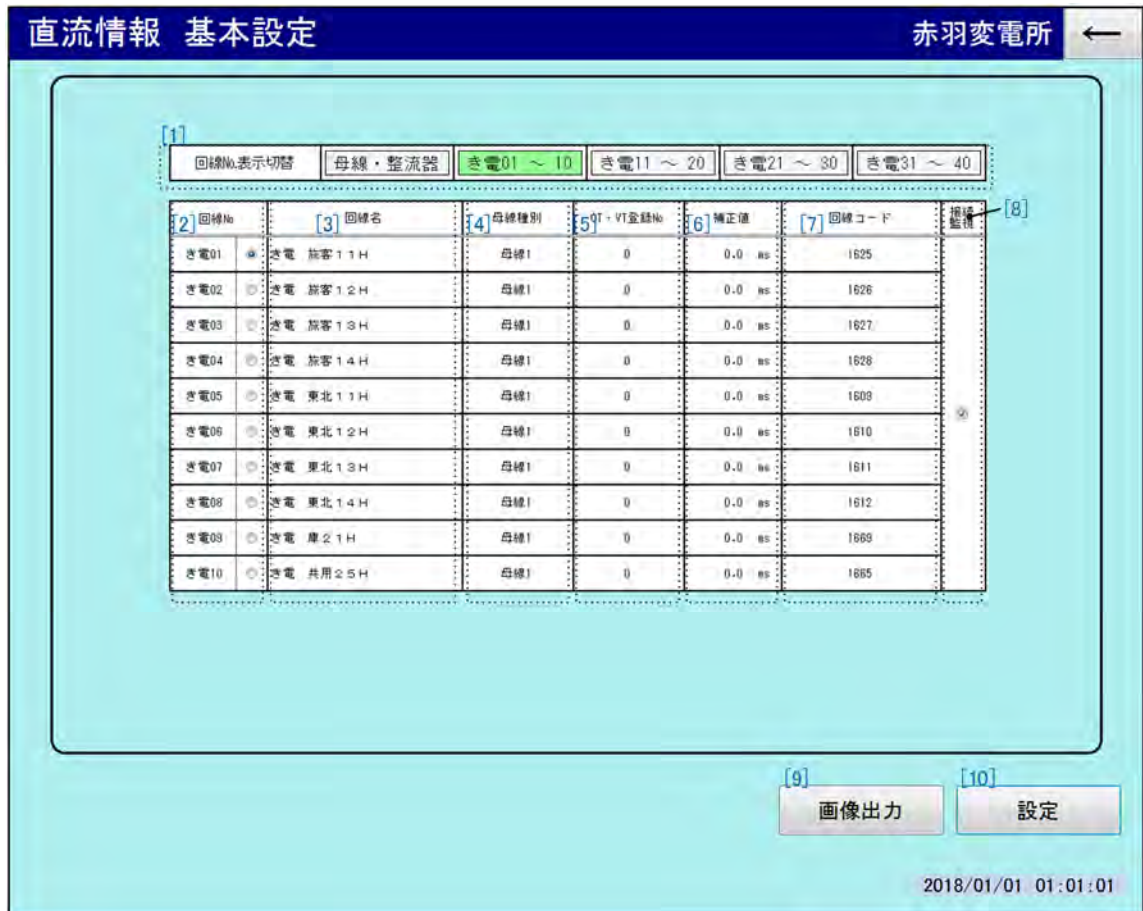 直流情報 基本設定 赤羽変電所 ←
[1]
回線No.表示切替 母線・整流器 き電01 ～ 10 き電11 ～ 20 き電21 ～ 30 き電31 ～ 40
[2] 回線No [3] 回線名 [4] 母線種別 [5] CT・VT登録No [6] 補正値 [7] 回線コード 接続監視 [8]
き電01 き電 旅客11H 母線1 0 0.0 ms 1625
き電02 き電 旅客12H 母線1 0 0.0 ms 1626
き電03 き電 旅客13H 母線1 0 0.0 ms 1627
き電04 き電 旅客14H 母線1 0 0.0 ms 1628
き電05 き電 東北11H 母線1 0 0.0 ms 1609
き電06 き電 東北12H 母線1 0 0.0 ms 1610
き電07 き電 東北13H 母線1 0 0.0 ms 1611
き電08 き電 東北14H 母線1 0 0.0 ms 1612
き電09 き電 庫21H 母線1 0 0.0 ms 1669
き電10 き電 共用25H 母線1 0 0.0 ms 1665
[9] [10]
画像出力 設定
2018/01/01 01:01:01